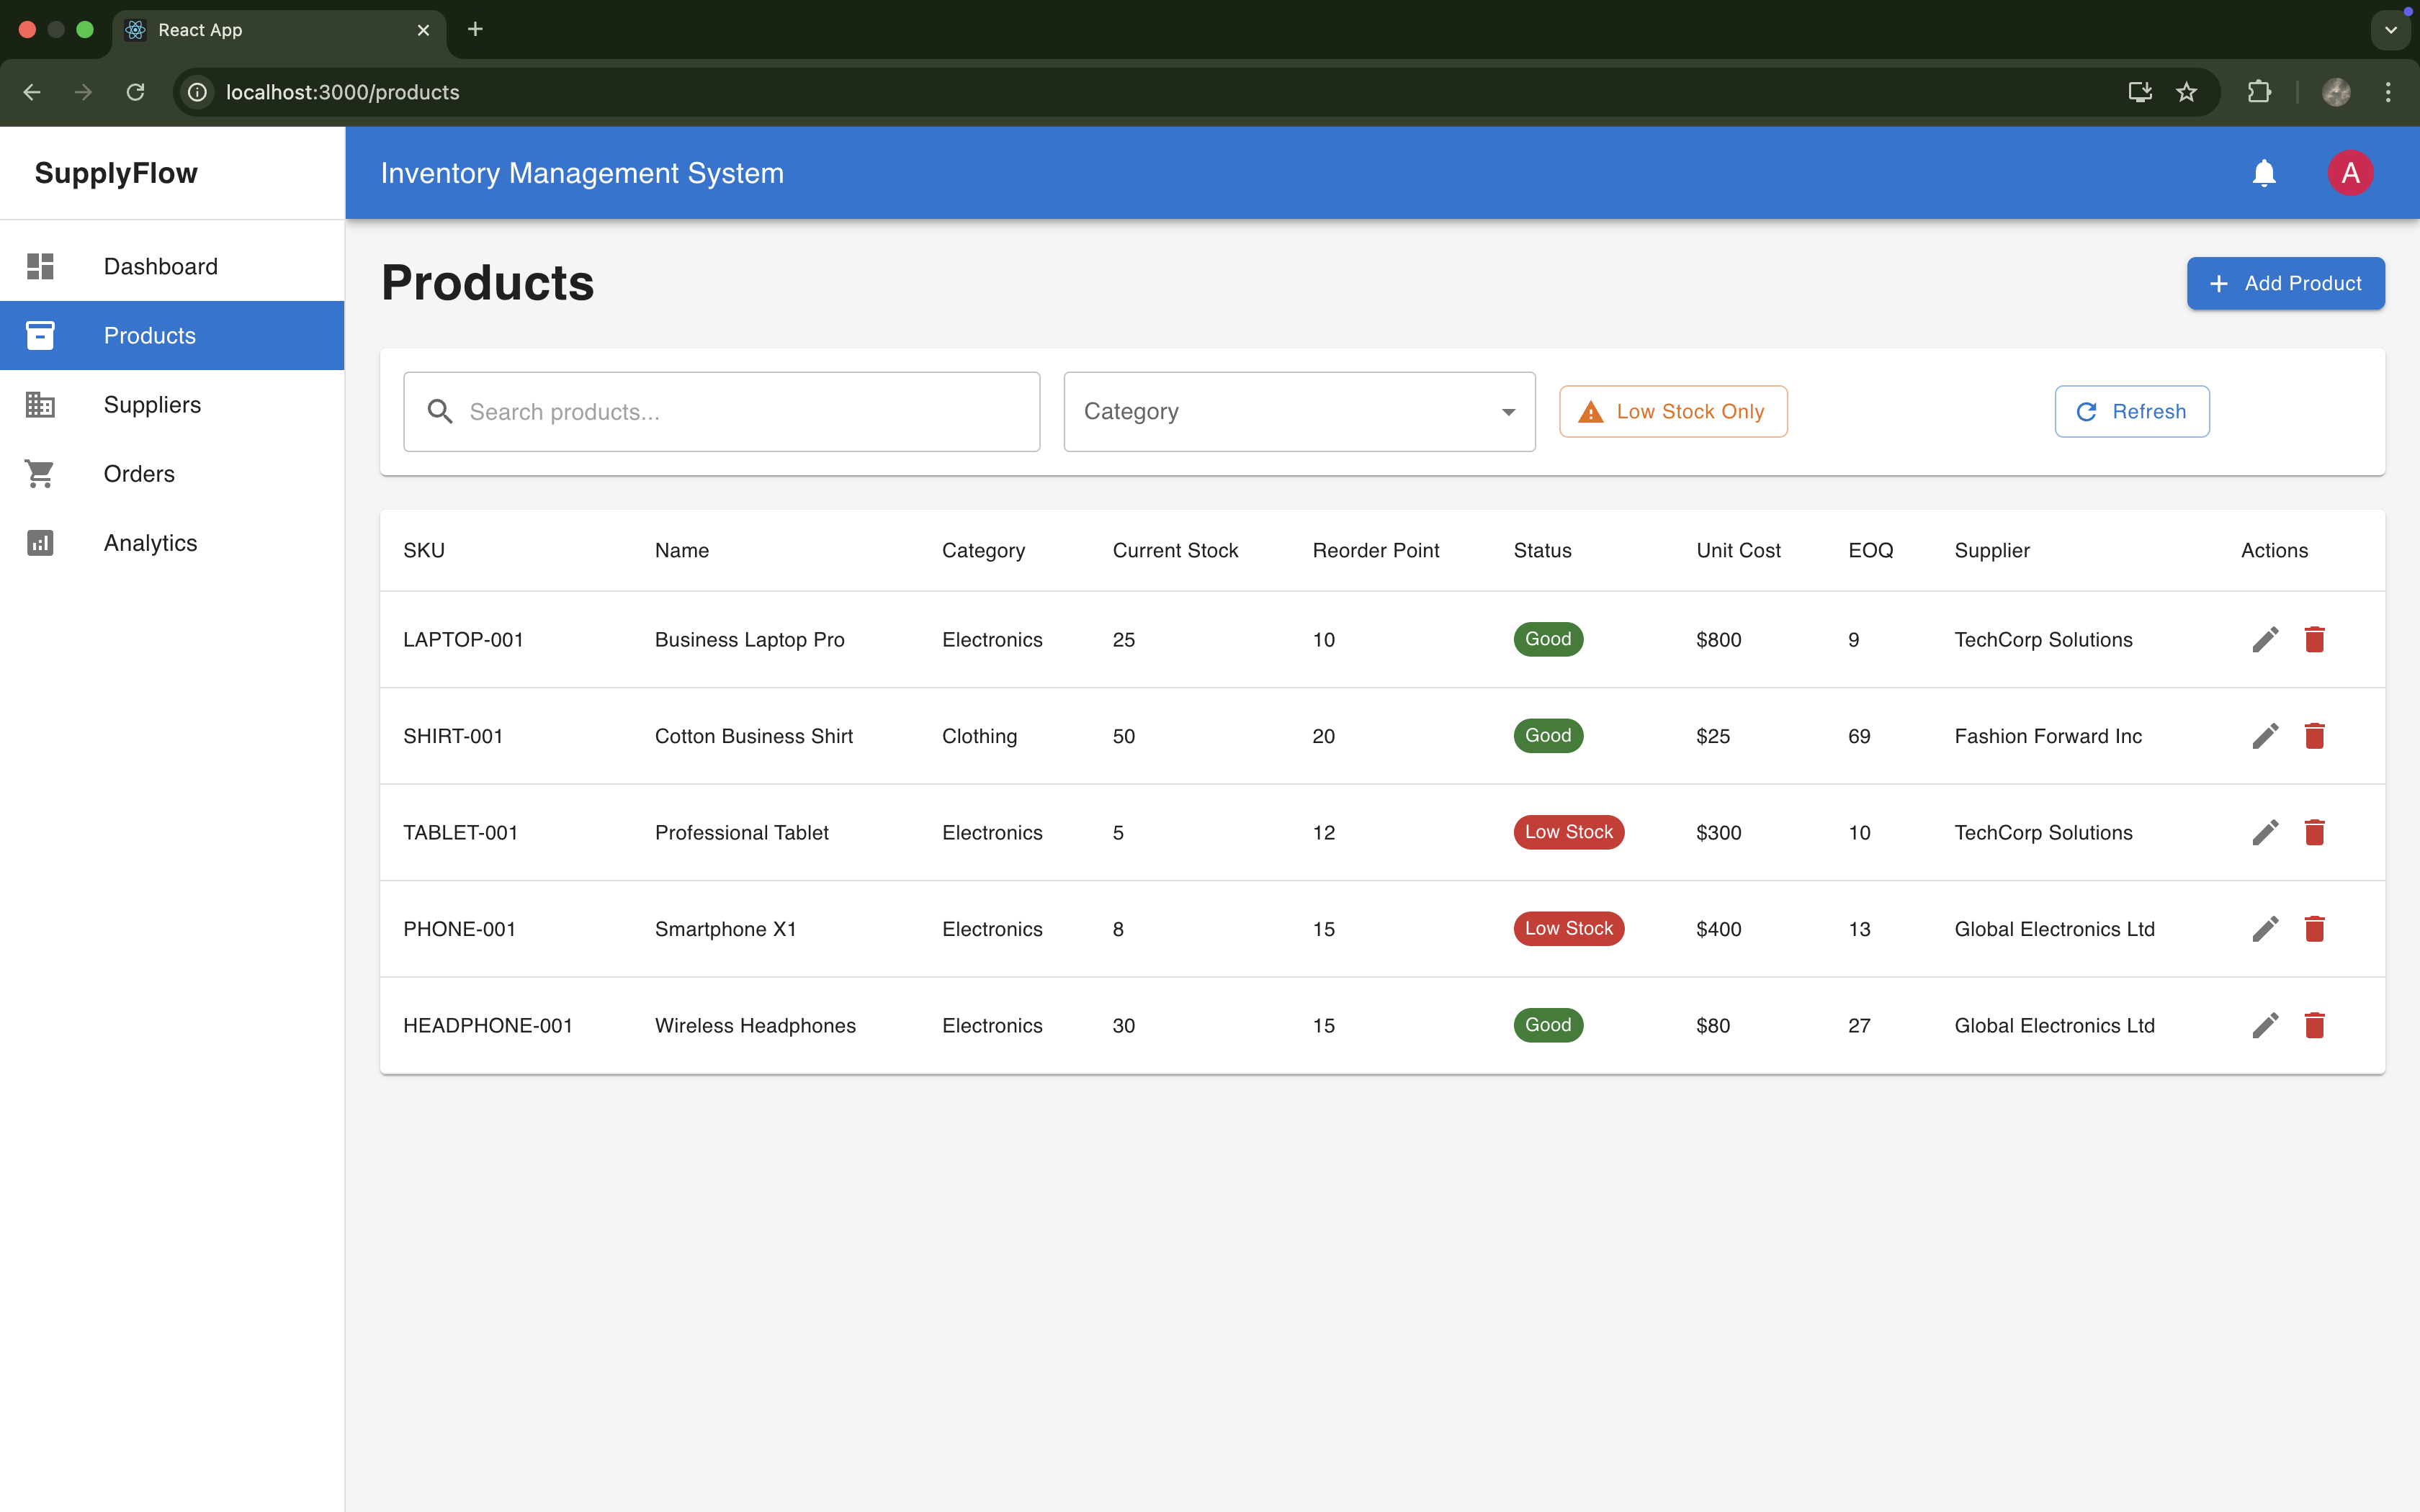 React App
localhost:3000/products
SupplyFlow
Inventory Management System
A
Dashboard
Products
Suppliers
Orders
Analytics
Products
Add Product
Search products...
Category
Low Stock Only
Refresh
SKU Name Category Current Stock Reorder Point Status Unit Cost EOQ Supplier Actions
LAPTOP-001 Business Laptop Pro Electronics 25 10 Good $800 9 TechCorp Solutions
SHIRT-001 Cotton Business Shirt Clothing 50 20 Good $25 69 Fashion Forward Inc
TABLET-001 Professional Tablet Electronics 5 12 Low Stock $300 10 TechCorp Solutions
PHONE-001 Smartphone X1 Electronics 8 15 Low Stock $400 13 Global Electronics Ltd
HEADPHONE-001 Wireless Headphones Electronics 30 15 Good $80 27 Global Electronics Ltd